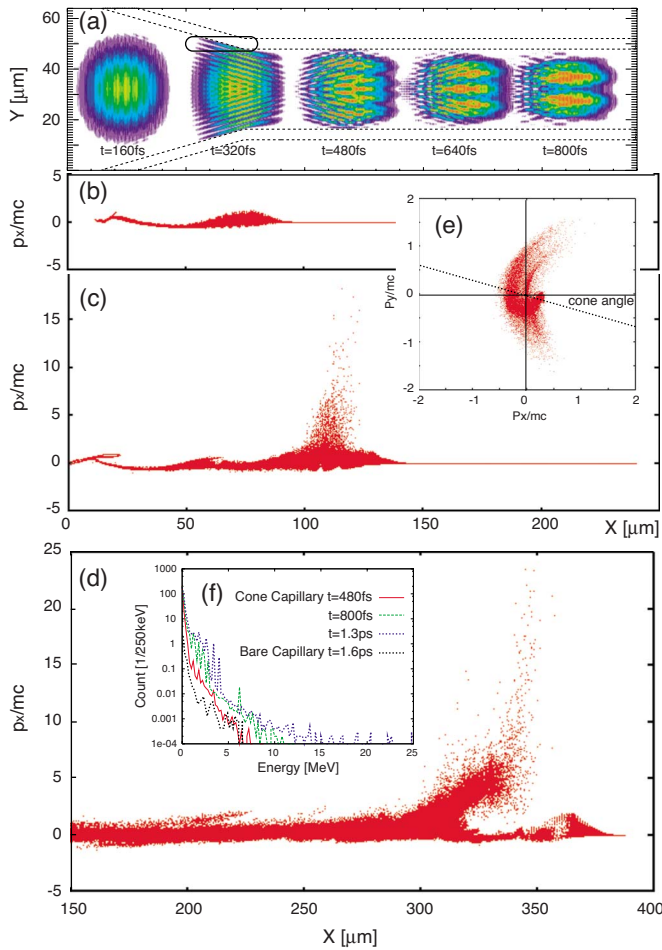 (a)
Y [μm]
60
40
20
0
t=160fs
t=320fs
t=480fs
t=640fs
t=800fs
(b)
px/mc
5
0
-5
(c)
px/mc
15
10
5
0
-5
0
50
100
150
200
X [μm]
(e)
Py/mc
2
1
0
-1
-2
cone angle
-2
-1
0
1
2
Px/mc
(d)
px/mc
25
20
15
10
5
0
-5
150
200
250
300
350
400
X [μm]
(f)
Count [1/250keV]
1000
100
10
1
0.1
0.01
0.001
1e-04
Cone Capillary t=480fs
t=800fs
t=1.3ps
Bare Capillary t=1.6ps
0
5
10
15
20
25
Energy [MeV]